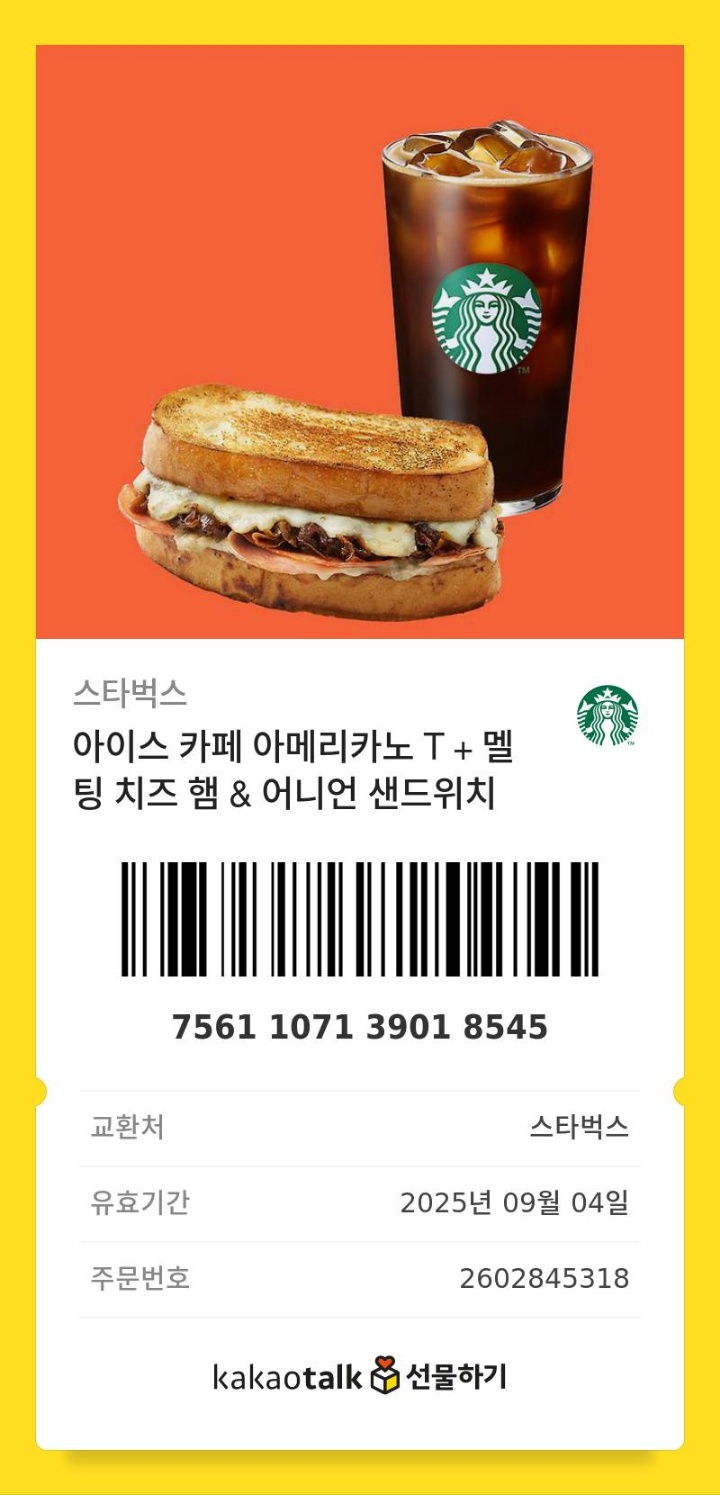 스타벅스
아이스 카페 아메리카노 T + 멜
팅 치즈 햄 & 어니언 샌드위치
7561 1071 3901 8545
교환처 스타벅스
유효기간 2025년 09월 04일
주문번호 2602845318
kakaotalk 선물하기